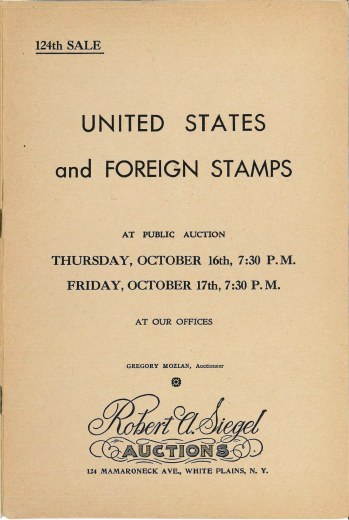 124th SALE
UNITED STATES
and FOREIGN STAMPS
AT PUBLIC AUCTION
THURSDAY, OCTOBER 16th, 7:30 P.M.
FRIDAY, OCTOBER 17th, 7:30 P.M.
AT OUR OFFICES
GREGORY MOZIAN, Auctioneer
Robert A. Siegel
AUCTIONS
124 MAMARONECK AVE., WHITE PLAINS, N. Y.